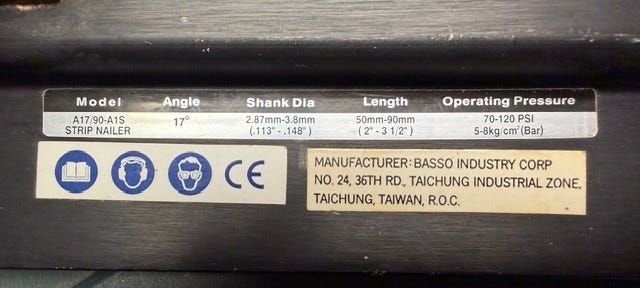 Model Angle Shank Dia Length Operating Pressure
A17/90-A1S 17° 2.87mm-3.8mm 50mm-90mm 70-120 PSI
STRIP NAILER (.113" - .148") ( 2" - 3 1/2" ) 5-8kg/cm² (Bar)
CE
MANUFACTURER: BASSO INDUSTRY CORP
NO. 24, 36TH RD., TAICHUNG INDUSTRIAL ZONE,
TAICHUNG, TAIWAN, R.O.C.